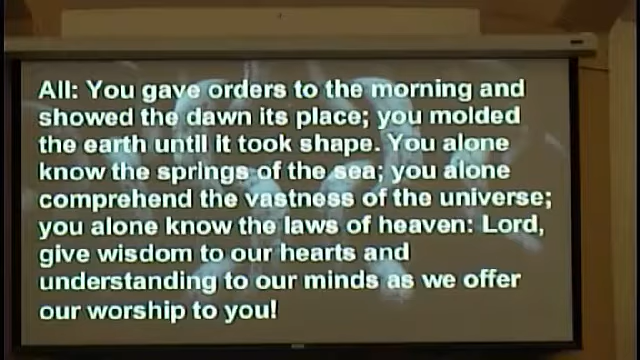 All: You gave orders to the morning and
showed the dawn its place; you molded
the earth until it took shape. You alone
know the springs of the sea; you alone
comprehend the vastness of the universe;
you alone know the laws of heaven: Lord,
give wisdom to our hearts and
understanding to our minds as we offer
our worship to you!